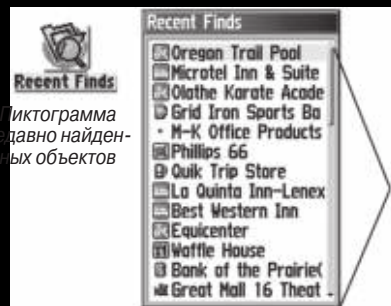 Recent Finds
Пиктограмма
недавно найден-
ных объектов
Recent Finds
Oregon Trail Pool
Microtel Inn & Suite
Olathe Karate Acade
Grid Iron Sports Ba
M-K Office Products
Phillips 66
Quik Trip Store
La Quinta Inn-Lenex
Best Western Inn
Equicenter
Waffle House
Bank of the Prairie(
Great Mall 16 Theat